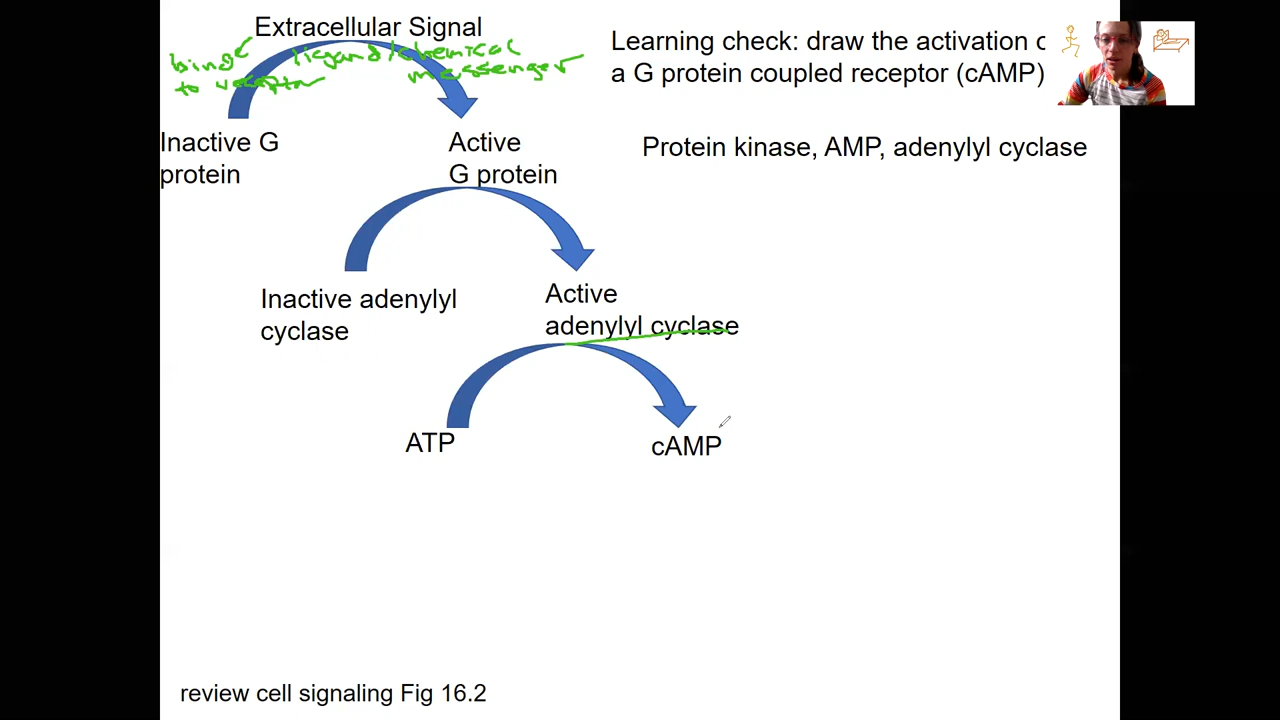 Extracellular Signal
bind
to receptor
ligand/chemical
messenger
Learning check: draw the activation
a G protein coupled receptor (cAMP)
Inactive G
protein
Active
G protein
Protein kinase, AMP, adenylyl cyclase
Inactive adenylyl
cyclase
Active
adenylyl cyclase
ATP
cAMP
review cell signaling Fig 16.2